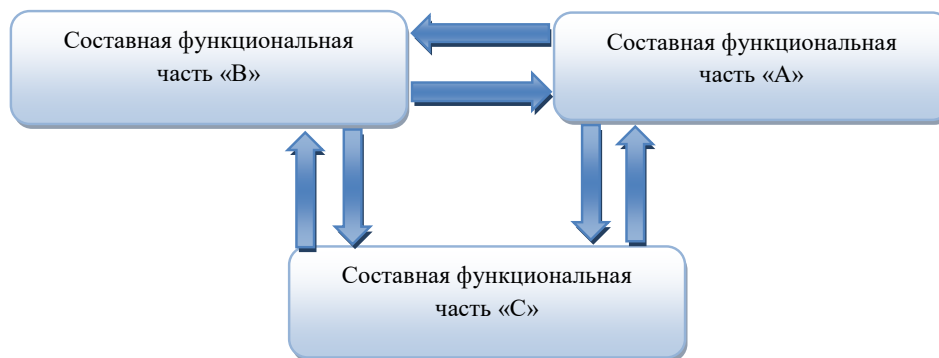 Составная функциональная
часть «В»
Составная функциональная
часть «А»
Составная функциональная
часть «С»